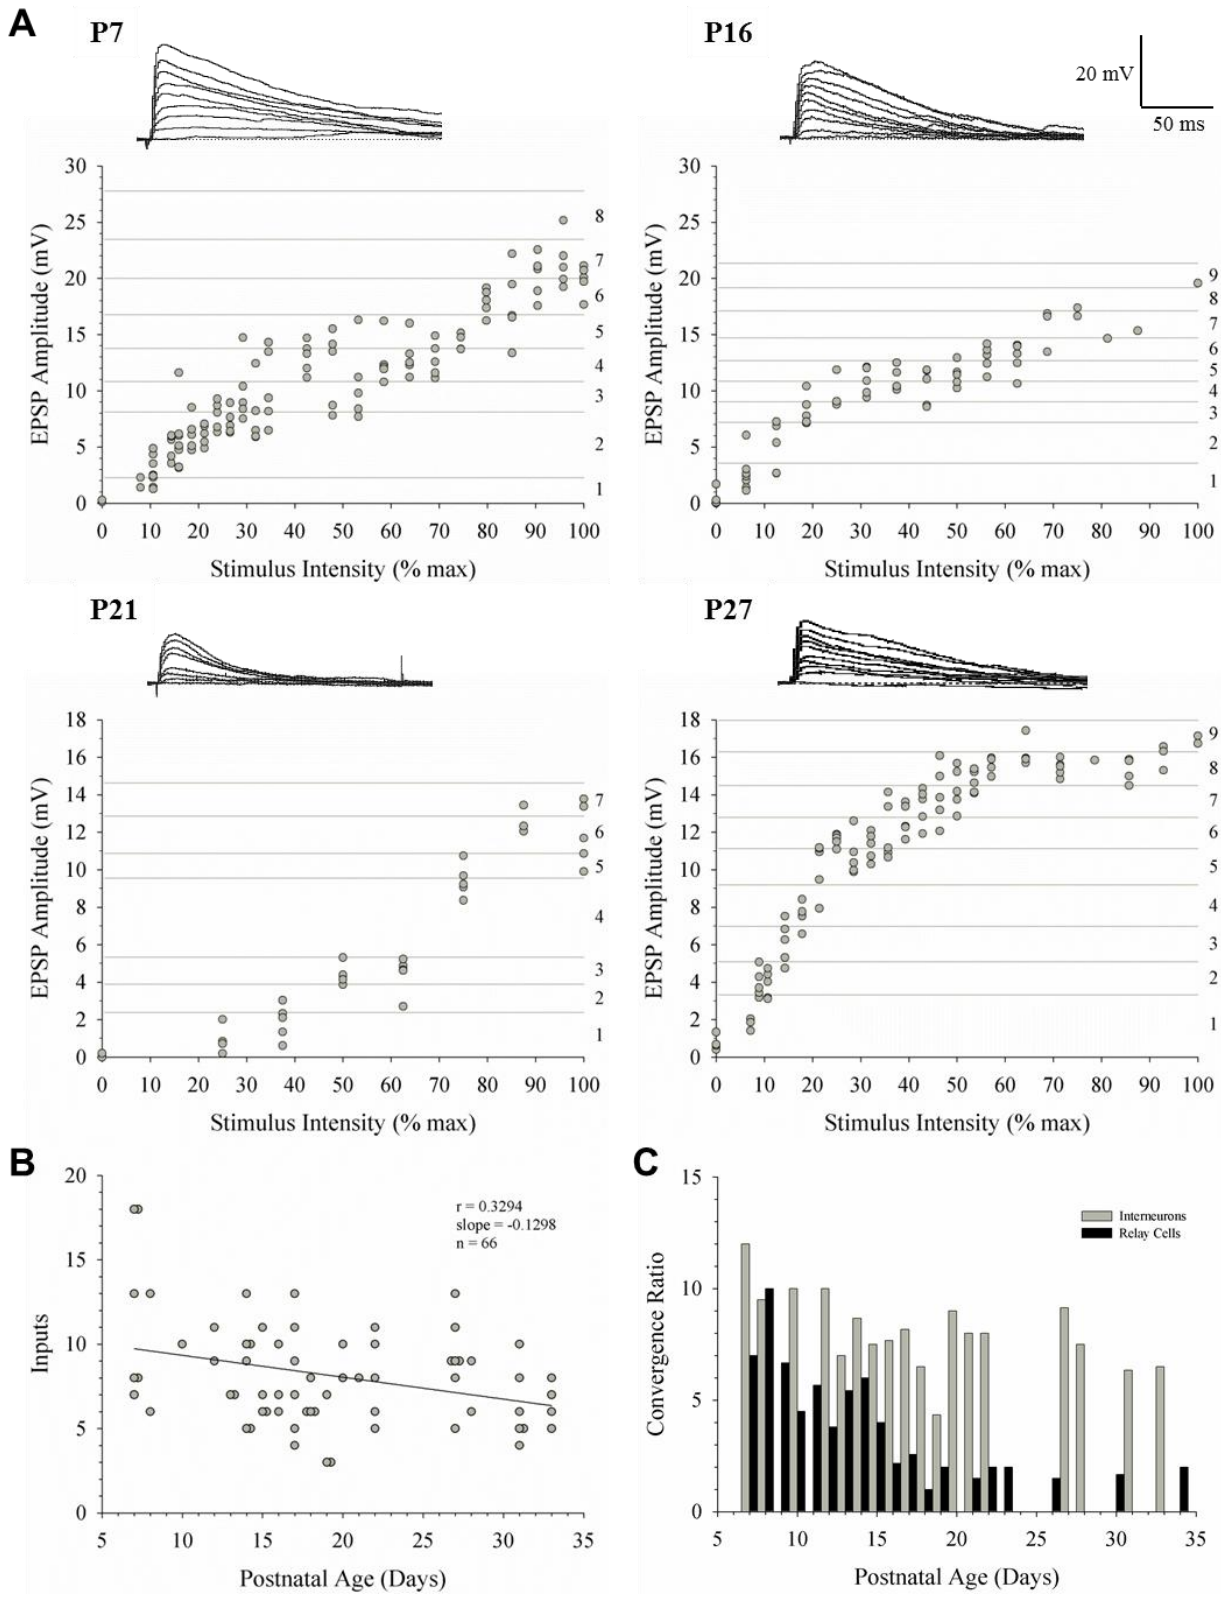 A
P7
P16
20 mV
50 ms
30
25
20
15
10
5
0
EPSP Amplitude (mV)
8
7
6
5
4
3
2
1
0 10 20 30 40 50 60 70 80 90 100
Stimulus Intensity (% max)
30
25
20
15
10
5
0
EPSP Amplitude (mV)
9
8
7
6
5
4
3
2
1
0 10 20 30 40 50 60 70 80 90 100
Stimulus Intensity (% max)
P21
18
16
14
12
10
8
6
4
2
0
EPSP Amplitude (mV)
7
6
5
4
3
2
1
0 10 20 30 40 50 60 70 80 90 100
Stimulus Intensity (% max)
P27
18
16
14
12
10
8
6
4
2
0
EPSP Amplitude (mV)
9
8
7
6
5
4
3
2
1
0 10 20 30 40 50 60 70 80 90 100
Stimulus Intensity (% max)
B
20
15
10
5
0
Inputs
r = 0.3294
slope = -0.1298
n = 66
5 10 15 20 25 30 35
Postnatal Age (Days)
C
15
10
5
0
Convergence Ratio
Interneurons
Relay Cells
5 10 15 20 25 30 35
Postnatal Age (Days)